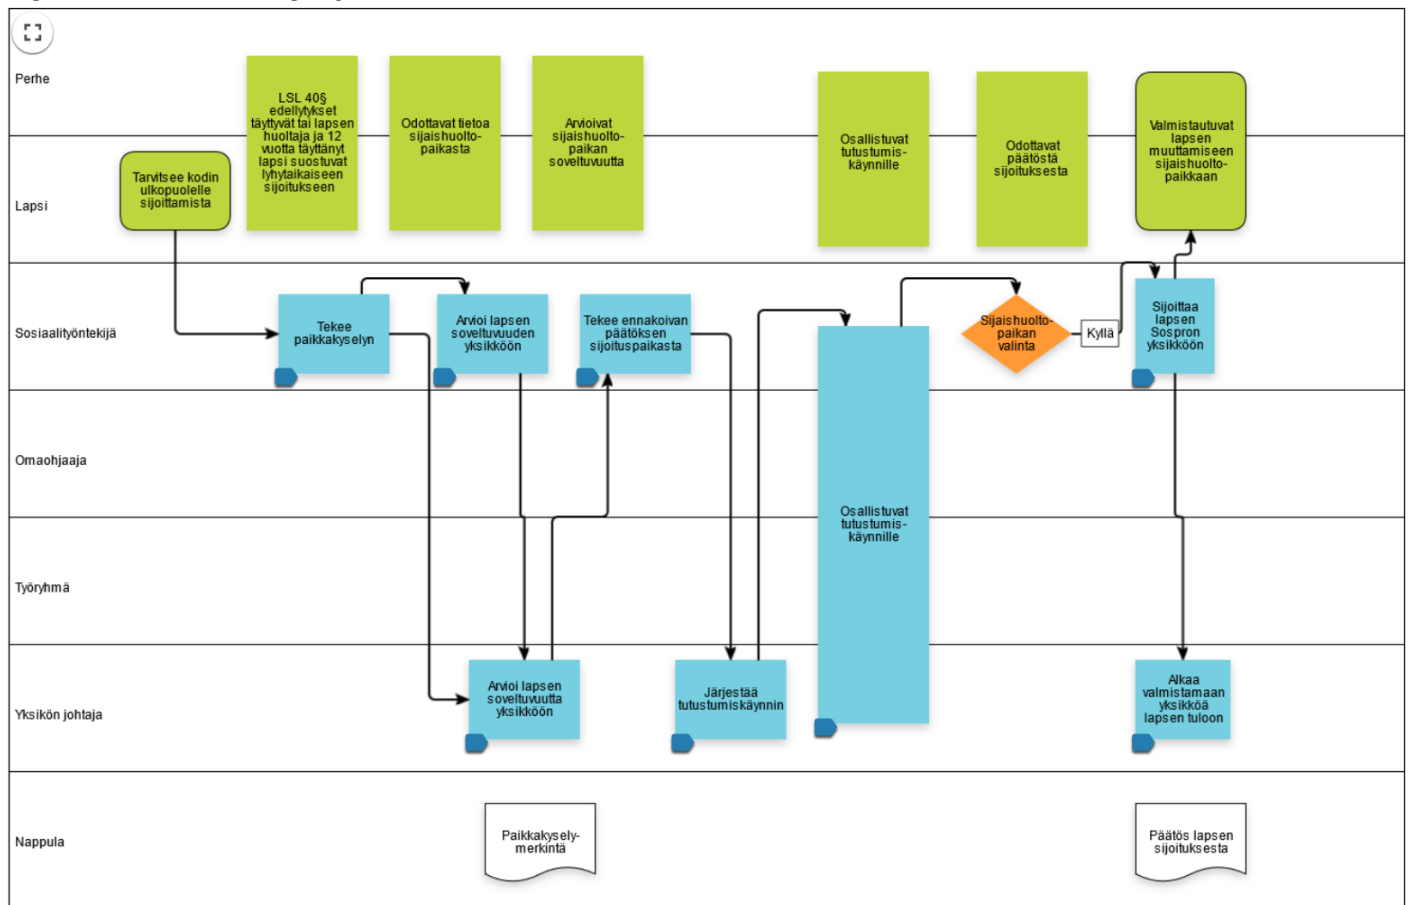 Perhe
LSL 40§
edellytykset
täyttyvät tai lapsen
huoltaja ja 12
vuotta täyttänyt
lapsi suostuvat
lyhytaikaiseen
sijoitukseen
Odottavat tietoa
sijaishuolto-
paikasta
Arvioivat
sijaishuolto-
paikan
soveltuvuutta
Osallistuvat
tutustumis-
käynnille
Odottavat
päätöstä
sijoituksesta
Valmistautuvat
lapsen
muuttamiseen
sijaishuolto-
paikkaan
Lapsi
Tarvitsee kodin
ulkopuolelle
sijoittamista
Sosiaalityöntekijä
Tekee
paikkakyselyn
Arvioi lapsen
soveltuvuuden
yksikköön
Tekee ennakoivan
päätöksen
sijoituspaikasta
Sijaishuolto-
paikan
valinta
Kyllä
Sijoittaa
lapsen
Sospron
yksikköön
Omaohjaaja
Osallistuvat
tutustumis-
käynnille
Työryhmä
Yksikön johtaja
Arvioi lapsen
soveltuvuutta
yksikköön
Järjestää
tutustumiskäynnin
Alkaa
valmistamaan
yksikköä
lapsen tuloon
Nappula
Paikkakysely-
merkintä
Päätös lapsen
sijoituksesta